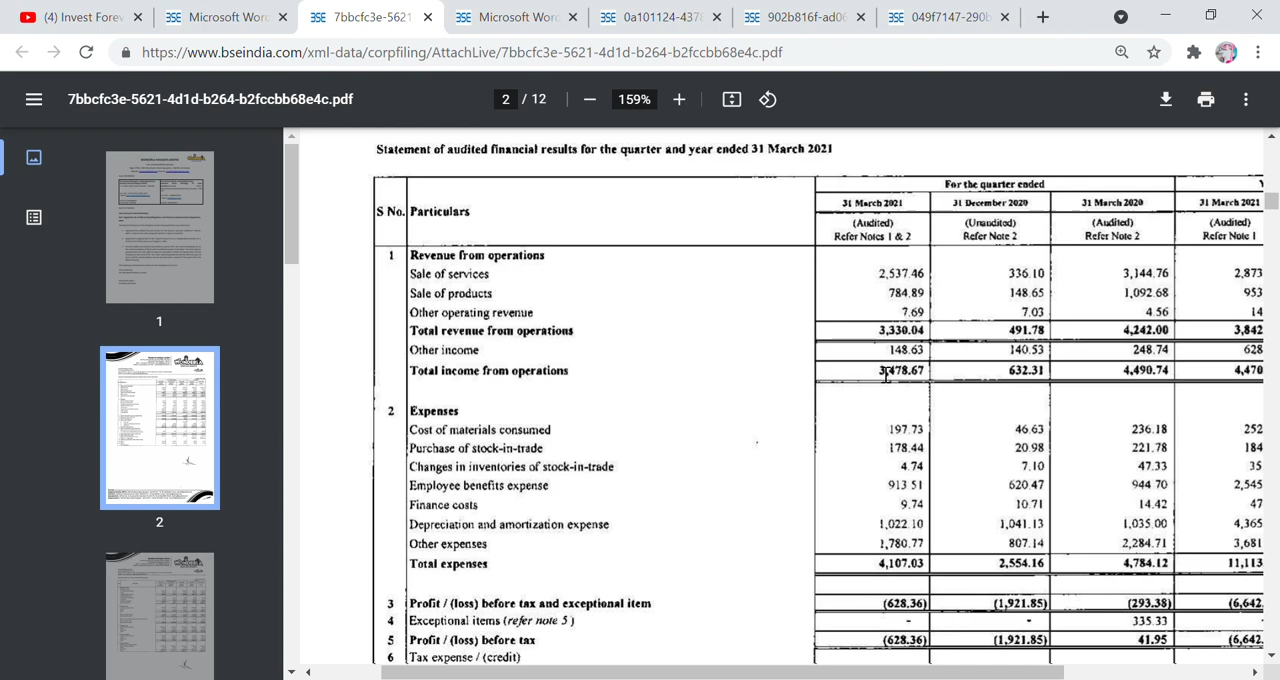 (4) Invest Forev
Microsoft Word
7bbcfc3e-5621
Microsoft Word
0a101124-4378
902b816f-ad06
049f7147-290b
https://www.bseindia.com/xml-data/corpfiling/AttachLive/7bbcfc3e-5621-4d1d-b264-b2fccbb68e4c.pdf
7bbcfc3e-5621-4d1d-b264-b2fccbb68e4c.pdf
2 / 12
159%
1
2
Statement of audited financial results for the quarter and year ended 31 March 2021
For the quarter ended Y
S No. Particulars 31 March 2021 31 December 2020 31 March 2020 31 March 2021
(Audited) (Unaudited) (Audited) (Audited)
Refer Notes 1 & 2 Refer Note 2 Refer Note 2 Refer Note 1
1 Revenue from operations
Sale of services 2,537.46 336.10 3,144.76 2,873
Sale of products 784.89 148.65 1,092.68 953
Other operating revenue 7.69 7.03 4.56 14
Total revenue from operations 3,330.04 491.78 4,242.00 3,842
Other income 148.63 140.53 248.74 628
Total income from operations 3,478.67 632.31 4,490.74 4,470
2 Expenses
Cost of materials consumed 197.73 46.63 236.18 252
Purchase of stock-in-trade 178.44 20.98 221.78 184
Changes in inventories of stock-in-trade 4.74 7.10 47.33 35
Employee benefits expense 913.51 620.47 944.70 2,545
Finance costs 9.74 10.71 14.42 47
Depreciation and amortization expense 1,022.10 1,041.13 1,035.00 4,365
Other expenses 1,780.77 807.14 2,284.71 3,681
Total expenses 4,107.03 2,554.16 4,784.12 11,113
3 Profit / (loss) before tax and exceptional item (628.36) (1,921.85) (293.38) (6,642
4 Exceptional items (refer note 5 ) - - 335.33
5 Profit / (loss) before tax (628.36) (1,921.85) 41.95 (6,642
6 Tax expense / (credit)